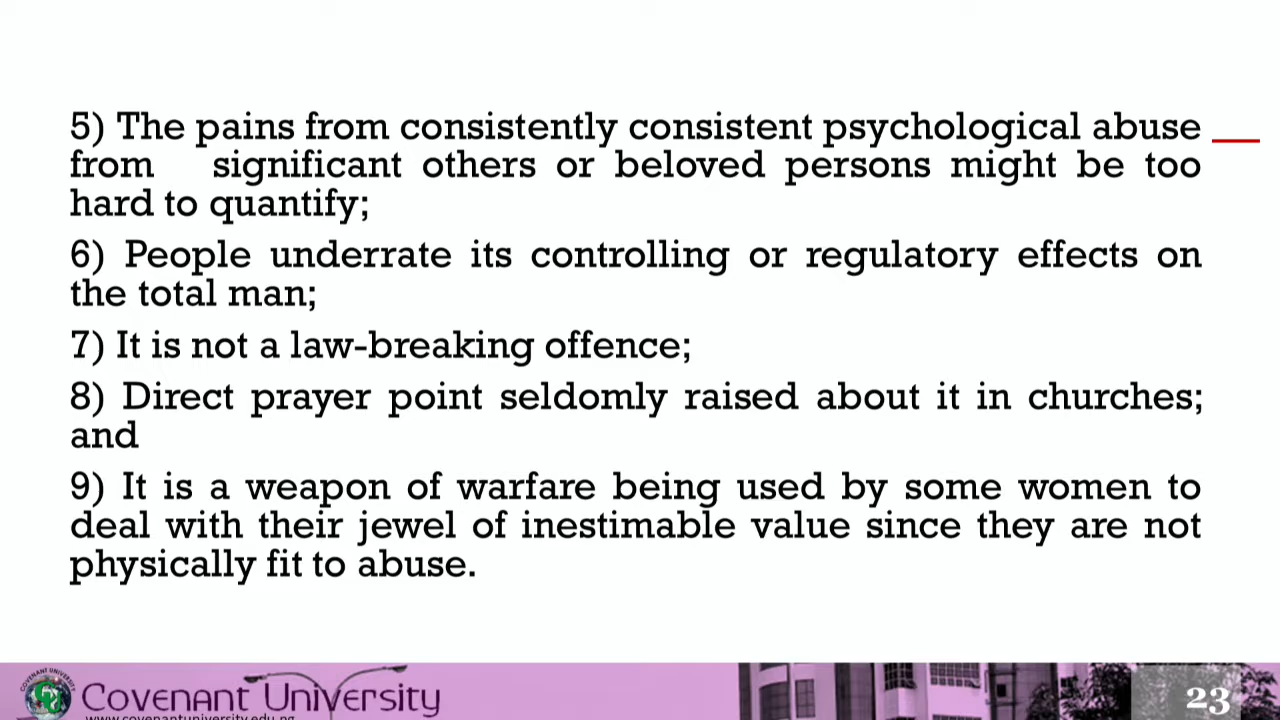 5) The pains from consistently consistent psychological abuse
from significant others or beloved persons might be too
hard to quantify;
6) People underrate its controlling or regulatory effects on
the total man;
7) It is not a law-breaking offence;
8) Direct prayer point seldomly raised about it in churches;
and
9) It is a weapon of warfare being used by some women to
deal with their jewel of inestimable value since they are not
physically fit to abuse.
Covenant University
www.covenantuniversity.edu.ng
23